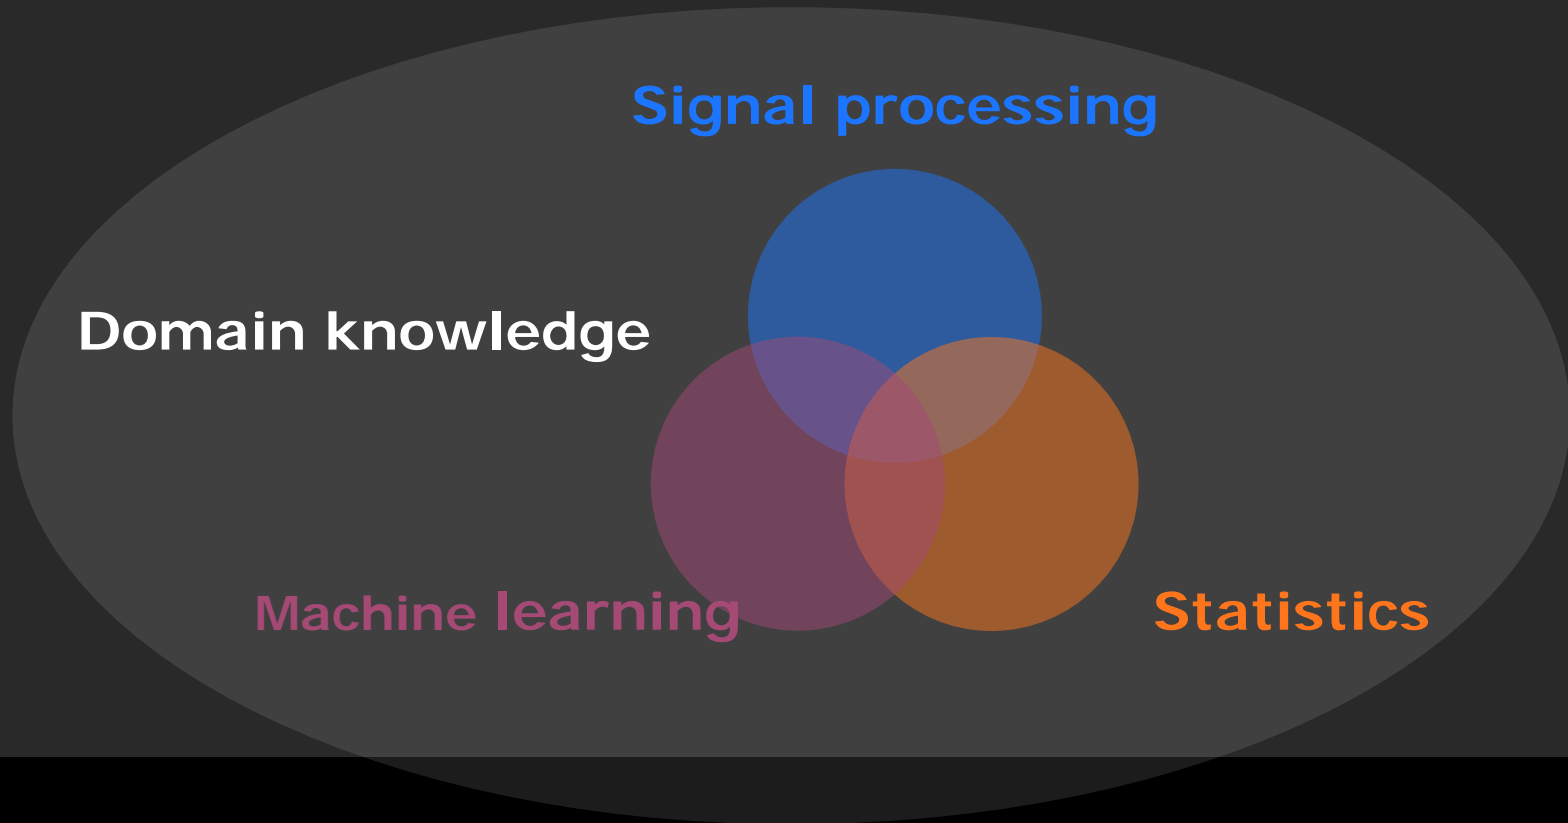 Signal processing
Domain knowledge
Machine learning
Statistics